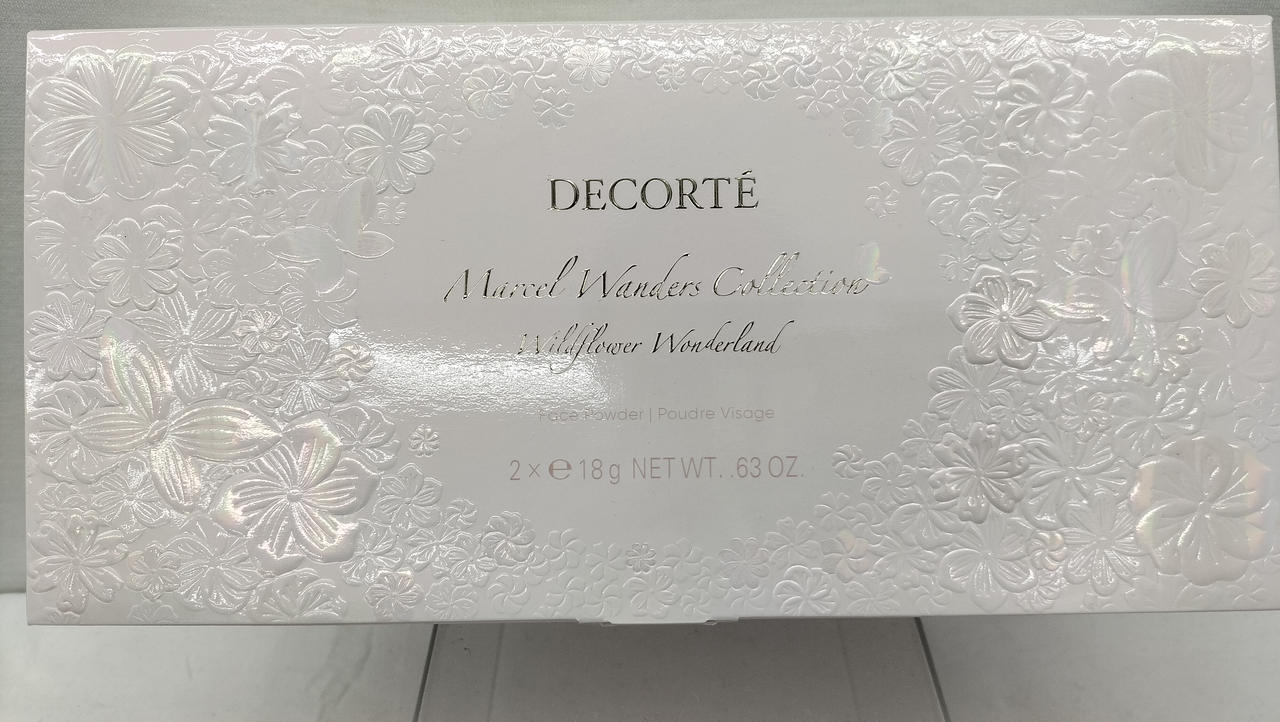 DECORTÉ
Marcel Wanders Collection
Wildflower Wonderland
Face Powder | Poudre Visage
2 x ℮ 18 g NET WT. .63 OZ.